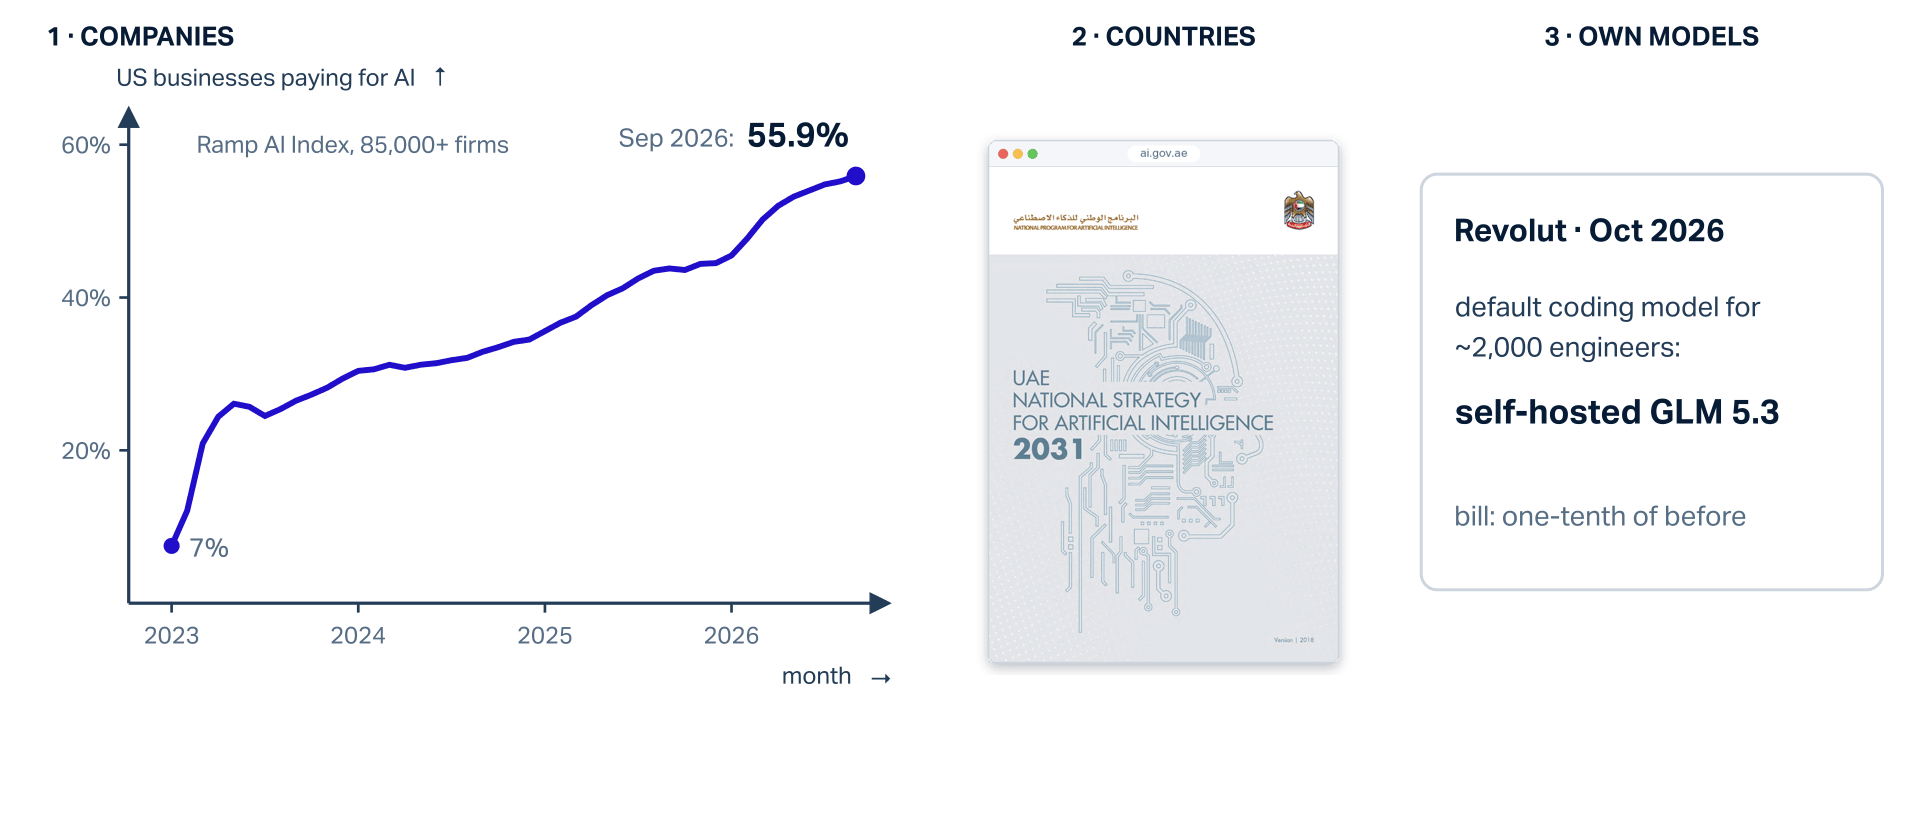 1 · COMPANIES
US businesses paying for AI ↑
60%
Ramp AI Index, 85,000+ firms
Sep 2026: 55.9%
40%
20%
7%
2023 2024 2025 2026
month →
2 · COUNTRIES
ai.gov.ae
البرنامج الوطني للذكاء الاصطناعي
NATIONAL PROGRAM FOR ARTIFICIAL INTELLIGENCE
UAE
NATIONAL STRATEGY
FOR ARTIFICIAL INTELLIGENCE
2031
Version | 2018
3 · OWN MODELS
Revolut · Oct 2026
default coding model for
~2,000 engineers:
self-hosted GLM 5.3
bill: one-tenth of before